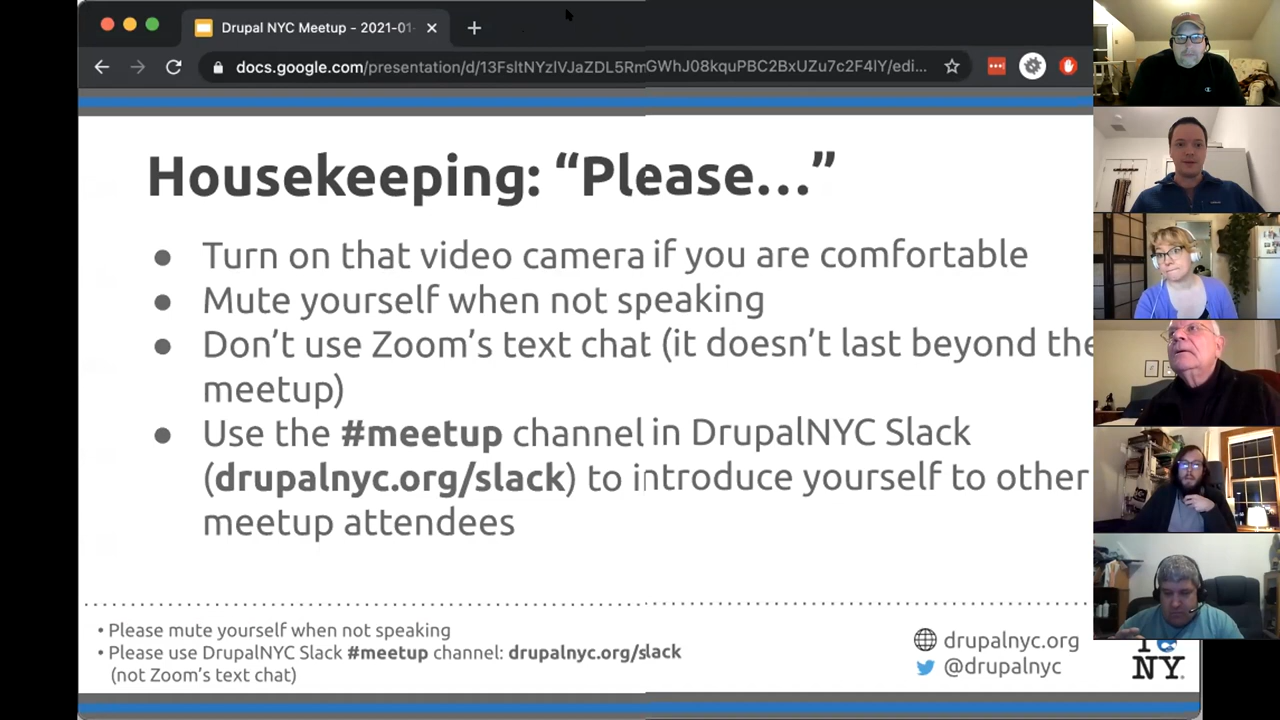 Drupal NYC Meetup - 2021-01-
docs.google.com/presentation/d/13FsltNYzlVJaZDL5RmGWhJ08kquPBC2BxUZu7c2F4lY/edi...
Housekeeping: “Please…”
● Turn on that video camera if you are comfortable
● Mute yourself when not speaking
● Don’t use Zoom’s text chat (it doesn’t last beyond the
meetup)
● Use the #meetup channel in DrupalNYC Slack
(drupalnyc.org/slack) to introduce yourself to other
meetup attendees
• Please mute yourself when not speaking
• Please use DrupalNYC Slack #meetup channel: drupalnyc.org/slack
(not Zoom’s text chat)
drupalnyc.org
@drupalnyc
NY.